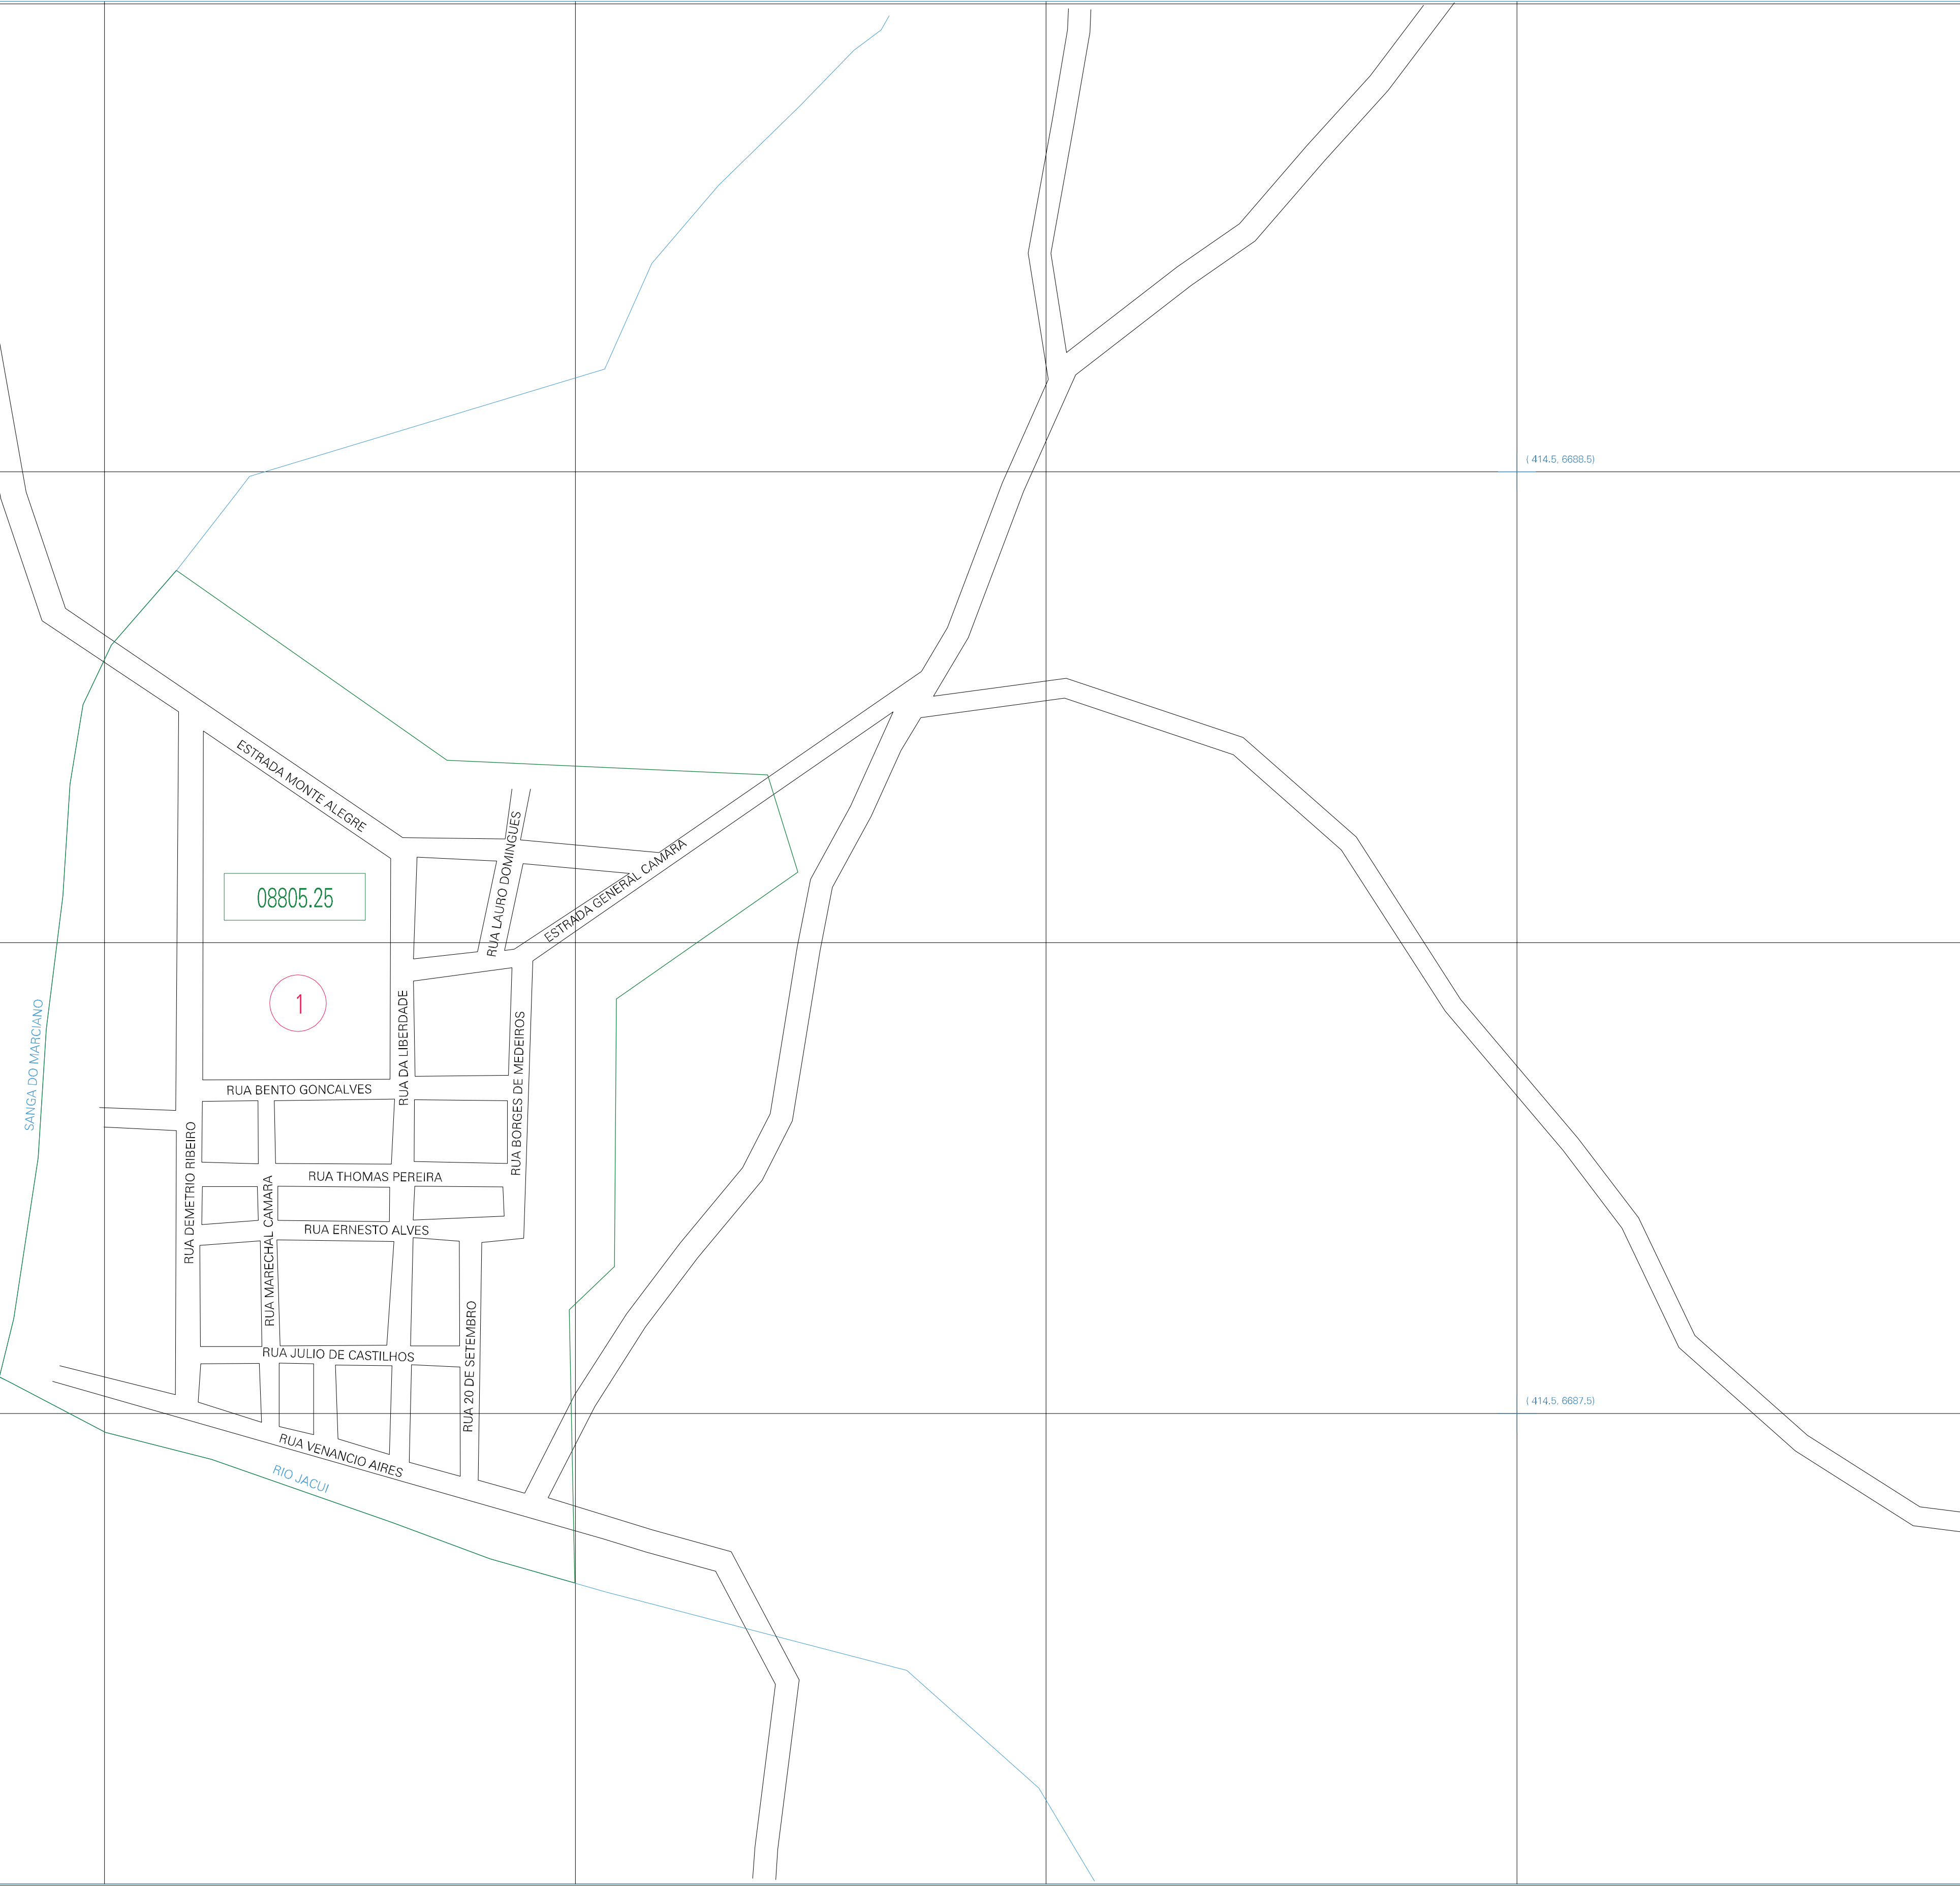 ( 414.5, 6688.5)
ESTRADA MONTE ALEGRE
RUA LAURO DOMINGUES
ESTRADA GENERAL CAMARA
08805.25
1
SANGA DO MARCIANO
RUA DA LIBERDADE
RUA BORGES DE MEDEIROS
RUA BENTO GONCALVES
RUA DEMETRIO RIBEIRO
RUA THOMAS PEREIRA
RUA MARECHAL CAMARA
RUA ERNESTO ALVES
RUA 20 DE SETEMBRO
RUA JULIO DE CASTILHOS
( 414.5, 6687.5)
RUA VENANCIO AIRES
RIO JACUI